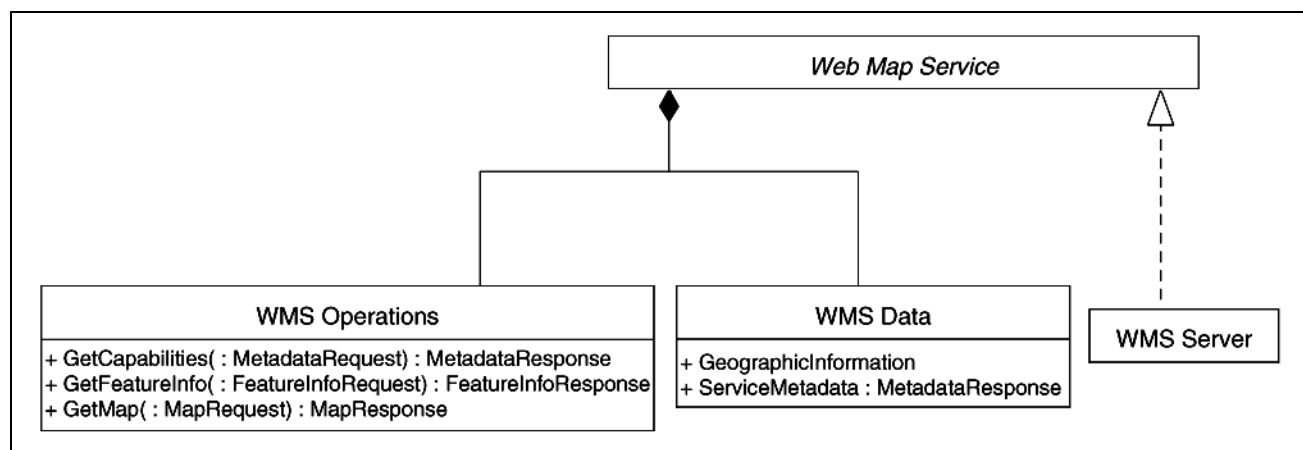 Web Map Service
WMS Operations
+ GetCapabilities( : MetadataRequest) : MetadataResponse
+ GetFeatureInfo( : FeatureInfoRequest) : FeatureInfoResponse
+ GetMap( : MapRequest) : MapResponse
WMS Data
+ GeographicInformation
+ ServiceMetadata : MetadataResponse
WMS Server